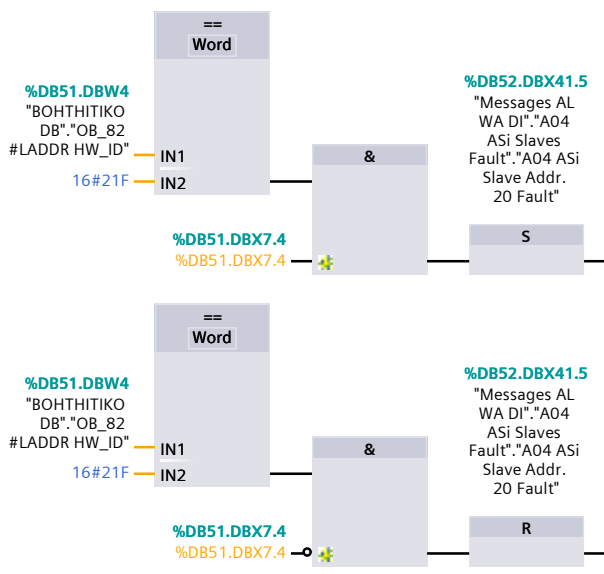 ==
Word
%DB51.DBW4
"BOHTHITIKO
DB"."OB_82
#LADDR HW_ID"
IN1
16#21F
IN2
%DB51.DBX7.4
%DB51.DBX7.4
&
%DB52.DBX41.5
"Messages AL
WA DI"."A04
ASi Slaves
Fault"."A04 ASi
Slave Addr.
20 Fault"
S
==
Word
%DB51.DBW4
"BOHTHITIKO
DB"."OB_82
#LADDR HW_ID"
IN1
16#21F
IN2
%DB51.DBX7.4
%DB51.DBX7.4
&
%DB52.DBX41.5
"Messages AL
WA DI"."A04
ASi Slaves
Fault"."A04 ASi
Slave Addr.
20 Fault"
R